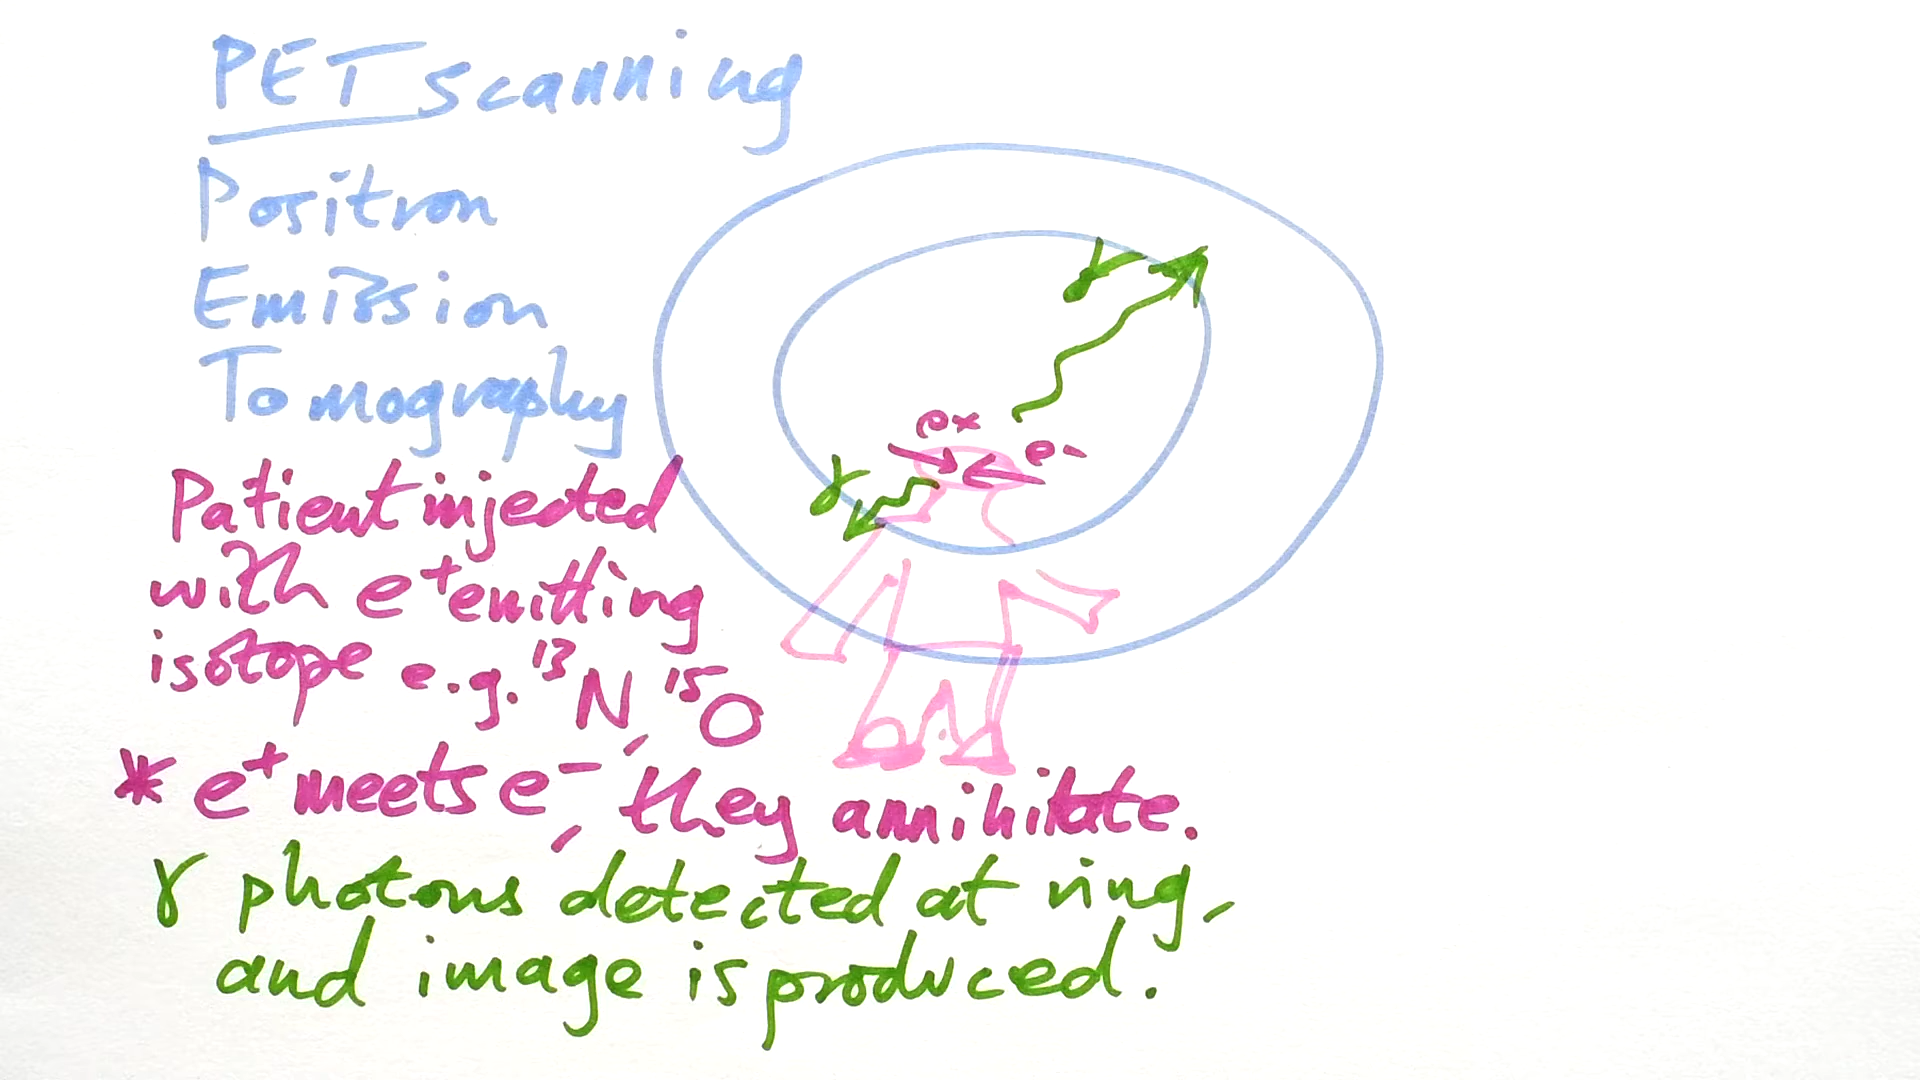 PET scanning
Positron
Emission
Tomography
γ
e+
e-
γ
Patient injected
with e⁺ emitting
isotope e.g. ¹³N, ¹⁵O
* e⁺ meets e⁻, they annihilate.
γ photons detected at ring,
and image is produced.